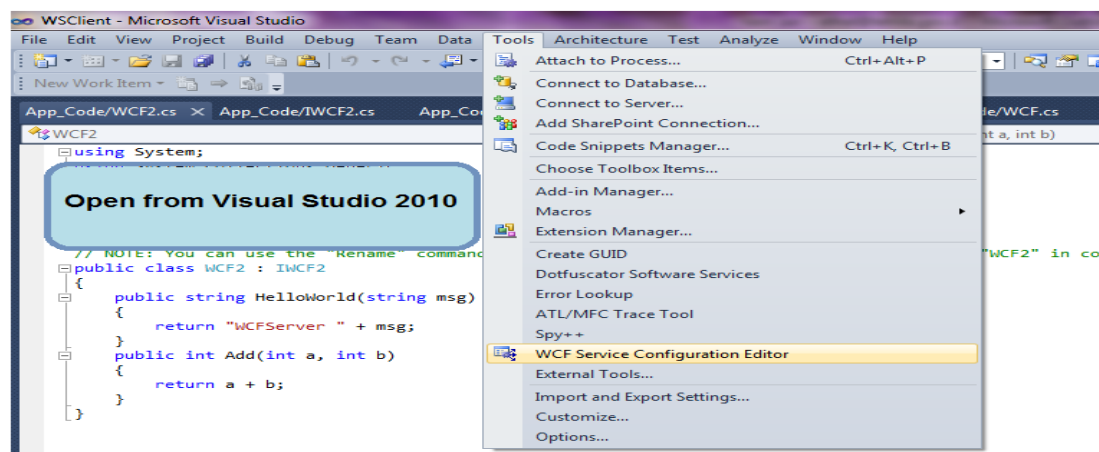 WSClient - Microsoft Visual Studio
File Edit View Project Build Debug Team Data Tools Architecture Test Analyze Window Help
New Work Item
App_Code/WCF2.cs App_Code/IWCF2.cs
WCF2
using System;
Open from Visual Studio 2010
// NOTE: You can use the "Rename" "WCF2" in
public class WCF2 : IWCF2
{
public string HelloWorld(string msg)
{
return "WCFServer " + msg;
}
public int Add(int a, int b)
{
return a + b;
}
}
Attach to Process... Ctrl+Alt+P
Connect to Database...
Connect to Server...
Add SharePoint Connection...
Code Snippets Manager... Ctrl+K, Ctrl+B
Choose Toolbox Items...
Add-in Manager...
Macros
Extension Manager...
Create GUID
Dotfuscator Software Services
Error Lookup
ATL/MFC Trace Tool
Spy++
WCF Service Configuration Editor
External Tools...
Import and Export Settings...
Customize...
Options...
/WCF.cs
a, int b)